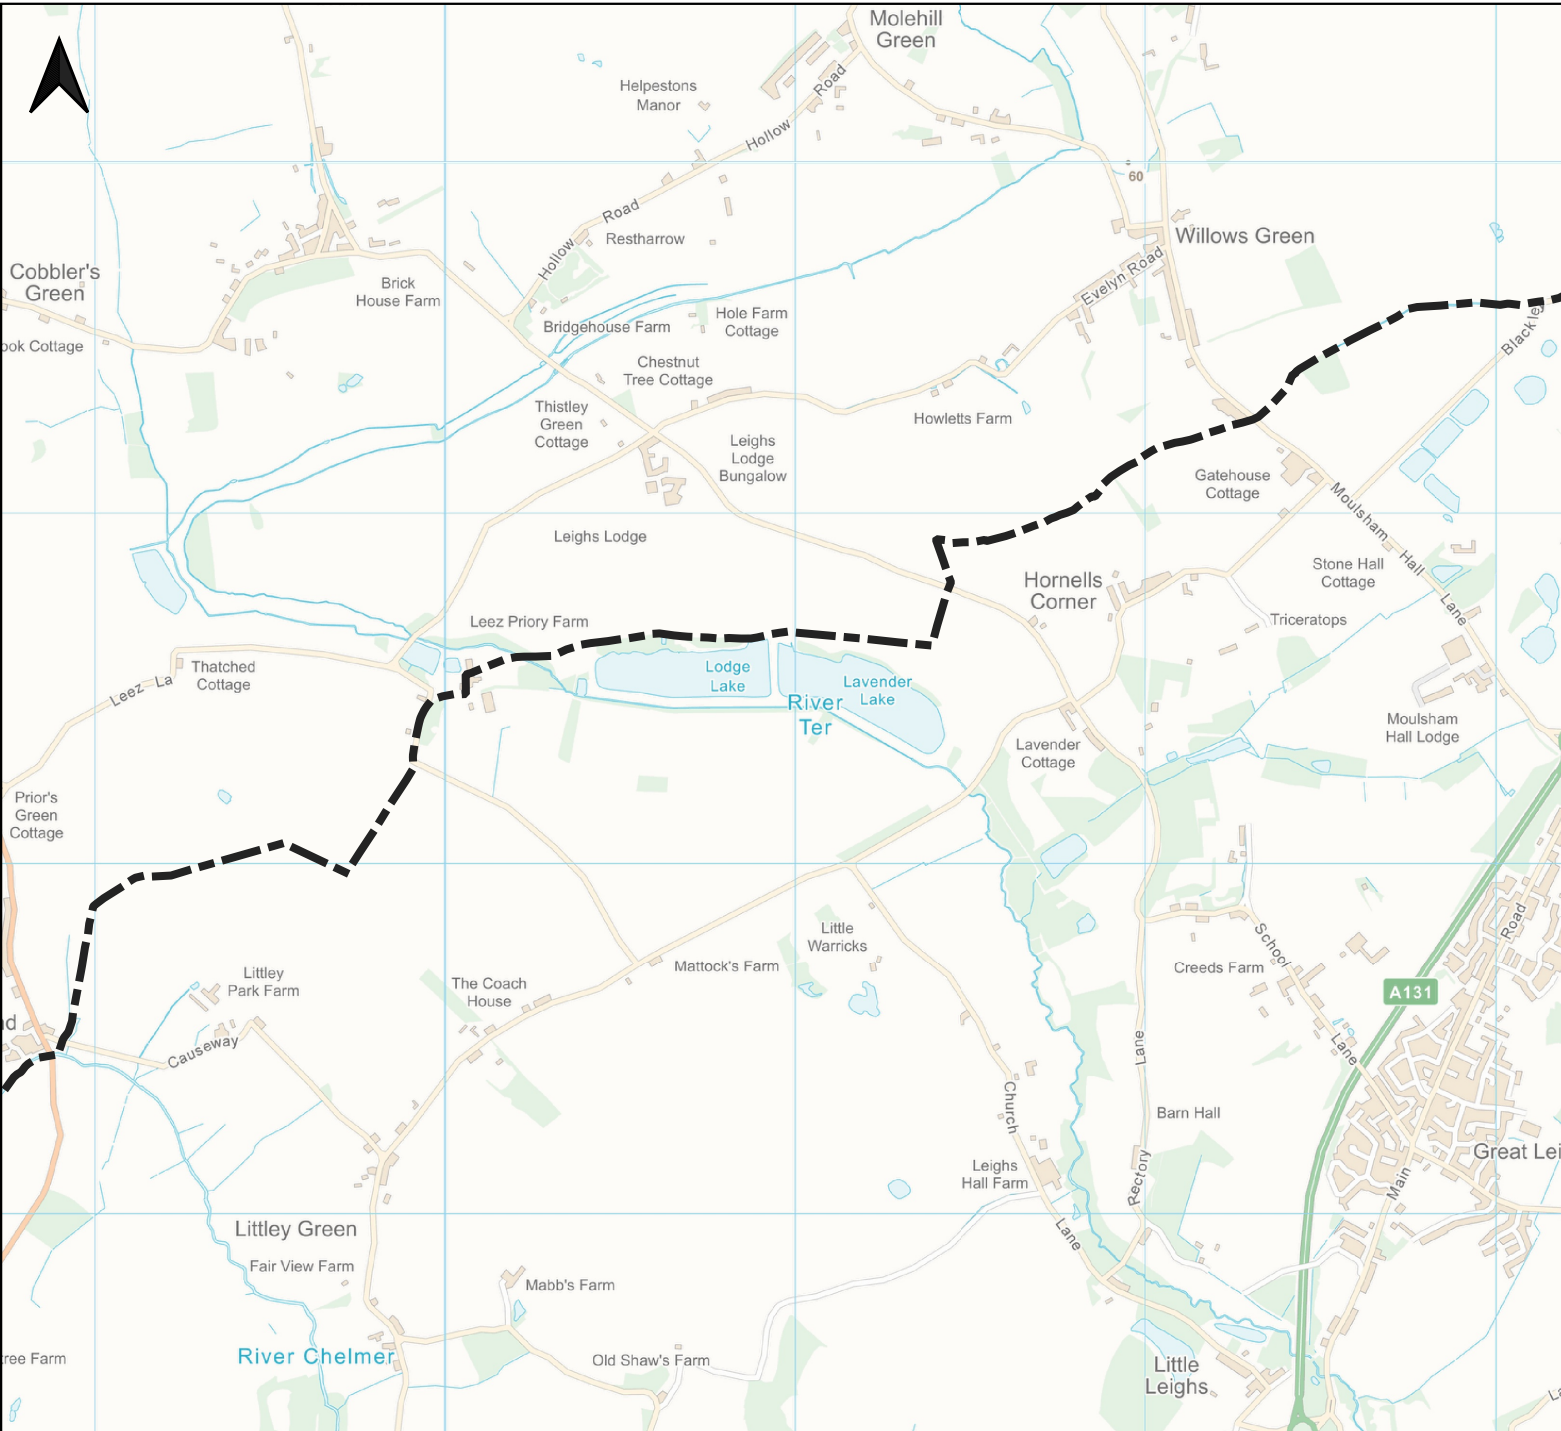 Molehill
Green
Helpestons
Manor
Hollow
Road
60
Hollow
Road
Restharrow
Willows Green
Evelyn Road
Cobbler's
Green
Brick
House Farm
ook Cottage
Bridgehouse Farm
Hole Farm
Cottage
Chestnut
Tree Cottage
Blackle
Thistley
Green
Cottage
Howletts Farm
Leighs
Lodge
Bungalow
Gatehouse
Cottage
Moulsham
Hall
Lane
Leighs Lodge
Hornells
Corner
Stone Hall
Cottage
Triceratops
Leez Priory Farm
Thatched
Cottage
Leez La
Lodge
Lake
Lavender
Lake
River
Ter
Moulsham
Hall Lodge
Lavender
Cottage
Prior's
Green
Cottage
Little
Warricks
Mattock's Farm
School
Lane
Creeds Farm
Road
A131
Littley
Park Farm
The Coach
House
nd
Causeway
Lane
Church
Barn Hall
Great Lei
Leighs
Hall Farm
Rectory
Main
Lane
Littley Green
Fair View Farm
Mabb's Farm
River Chelmer
Old Shaw's Farm
ree Farm
Little
Leighs
La